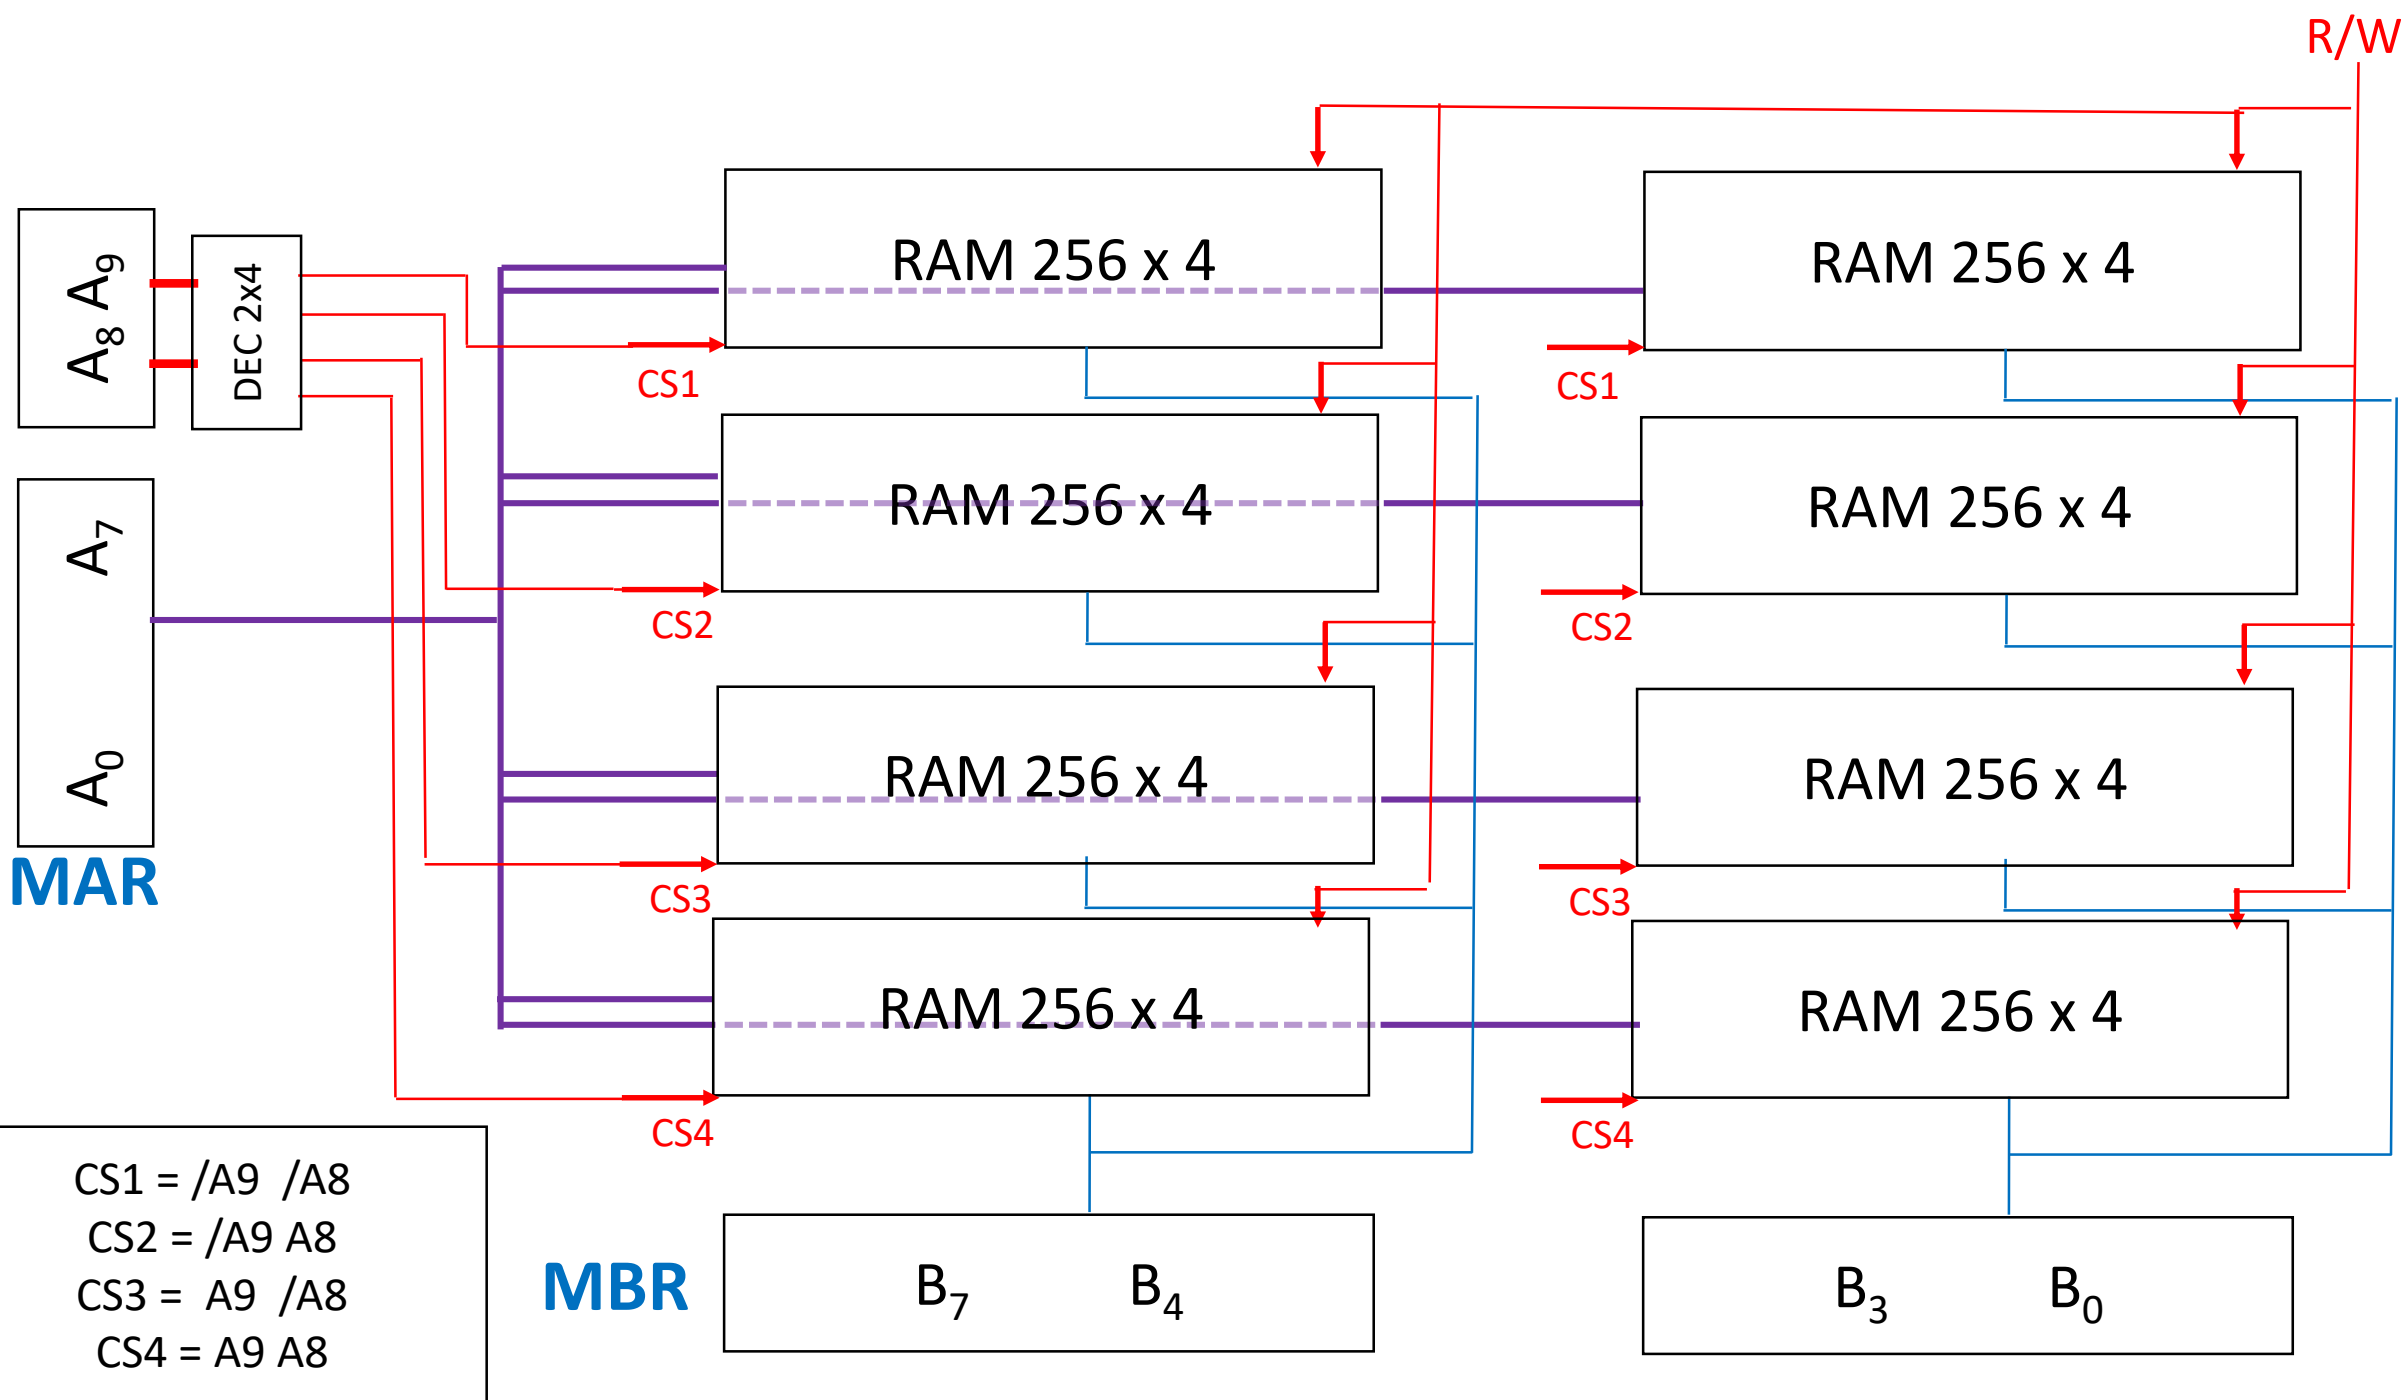 R/W
RAM 256 x 4
RAM 256 x 4
A8 A9
DEC 2x4
CS1
CS1
RAM 256 x 4
RAM 256 x 4
A0 A7
CS2
CS2
RAM 256 x 4
RAM 256 x 4
MAR
CS3
CS3
RAM 256 x 4
RAM 256 x 4
CS4
CS4
CS1 = /A9 /A8
CS2 = /A9 A8
CS3 = A9 /A8
CS4 = A9 A8
MBR
B7 B4
B3 B0